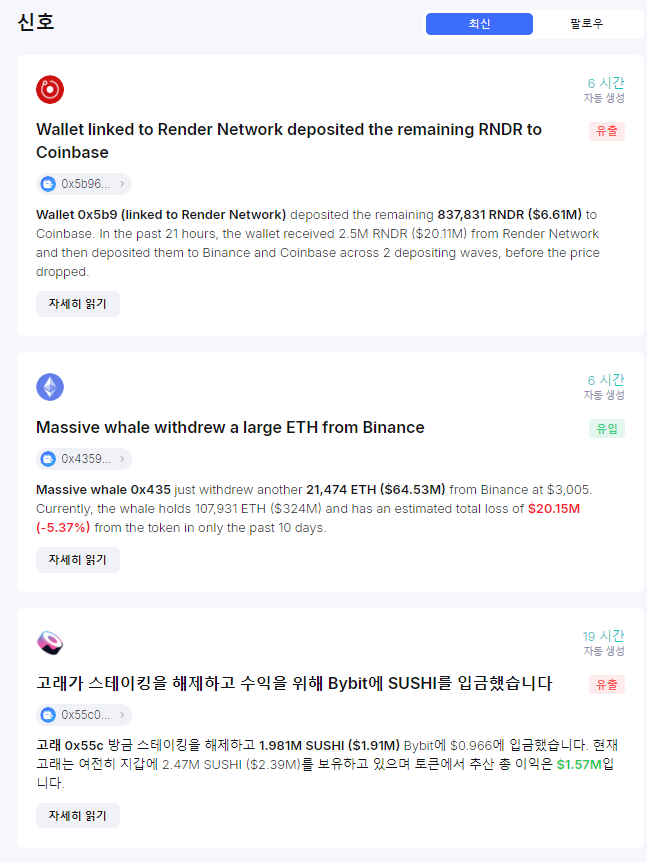 신호
최신
팔로우
6 시간
자동 생성
Wallet linked to Render Network deposited the remaining RNDR to
Coinbase
유출
0x5b96...
Wallet 0x5b9 (linked to Render Network) deposited the remaining 837,831 RNDR ($6.61M) to
Coinbase. In the past 21 hours, the wallet received 2.5M RNDR ($20.11M) from Render Network
and then deposited them to Binance and Coinbase across 2 depositing waves, before the price
dropped.
자세히 읽기
6 시간
자동 생성
Massive whale withdrew a large ETH from Binance
유입
0x4359...
Massive whale 0x435 just withdrew another 21,474 ETH ($64.53M) from Binance at $3,005.
Currently, the whale holds 107,931 ETH ($324M) and has an estimated total loss of $20.15M
(-5.37%) from the token in only the past 10 days.
자세히 읽기
19 시간
자동 생성
고래가 스테이킹을 해제하고 수익을 위해 Bybit에 SUSHI를 입금했습니다
유출
0x55c0...
고래 0x55c 방금 스테이킹을 해제하고 1.981M SUSHI ($1.91M) Bybit에 $0.966에 입금했습니다. 현재
고래는 여전히 지갑에 2.47M SUSHI ($2.39M)를 보유하고 있으며 토큰에서 추산 총 이익은 $1.57M입
니다.
자세히 읽기